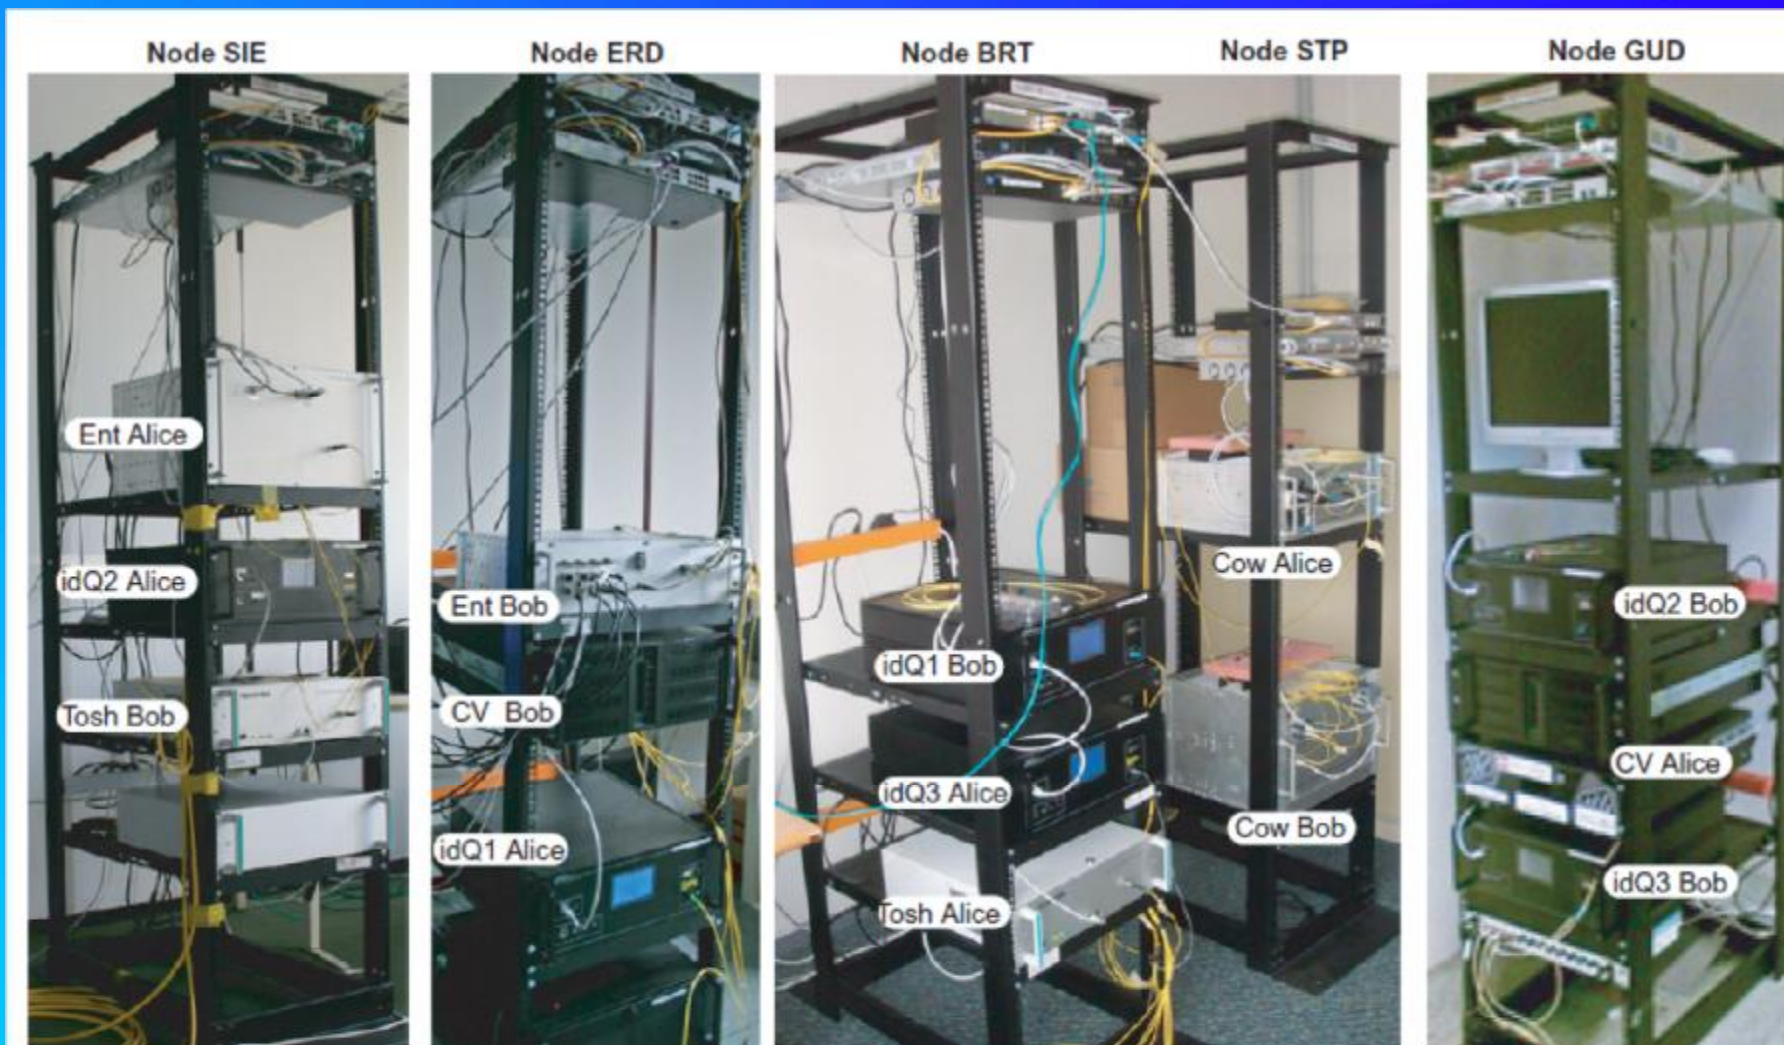 Node SIE
Node ERD
Node BRT
Node STP
Node GUD
Ent Alice
idQ2 Alice
Tosh Bob
Ent Bob
CV Bob
idQ1 Alice
idQ1 Bob
idQ3 Alice
Tosh Alice
Cow Alice
Cow Bob
idQ2 Bob
CV Alice
idQ3 Bob